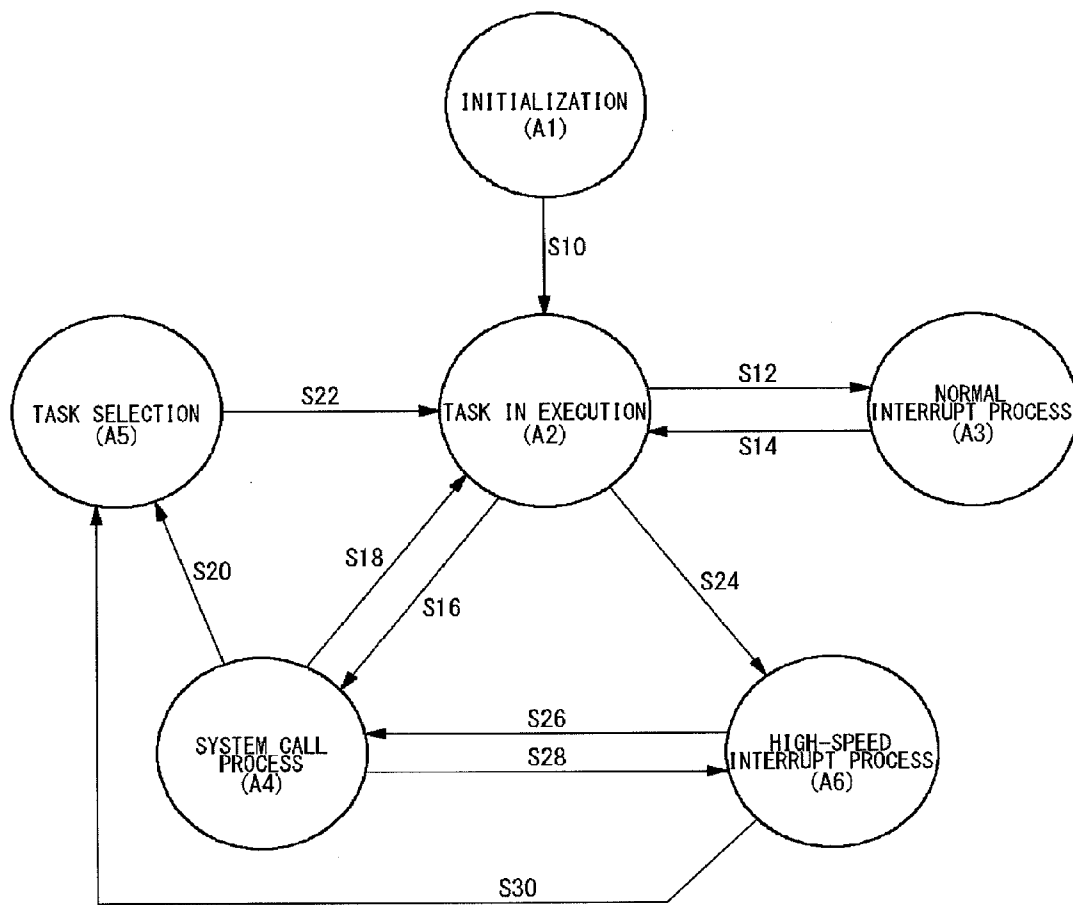 INITIALIZATION
(A1)
S10
S12
S22
TASK SELECTION
(A5)
TASK IN EXECUTION
(A2)
NORMAL
INTERRUPT PROCESS
(A3)
S14
S20
S18
S16
S24
S26
SYSTEM CALL
PROCESS
(A4)
S28
HIGH-SPEED
INTERRUPT PROCESS
(A6)
S30